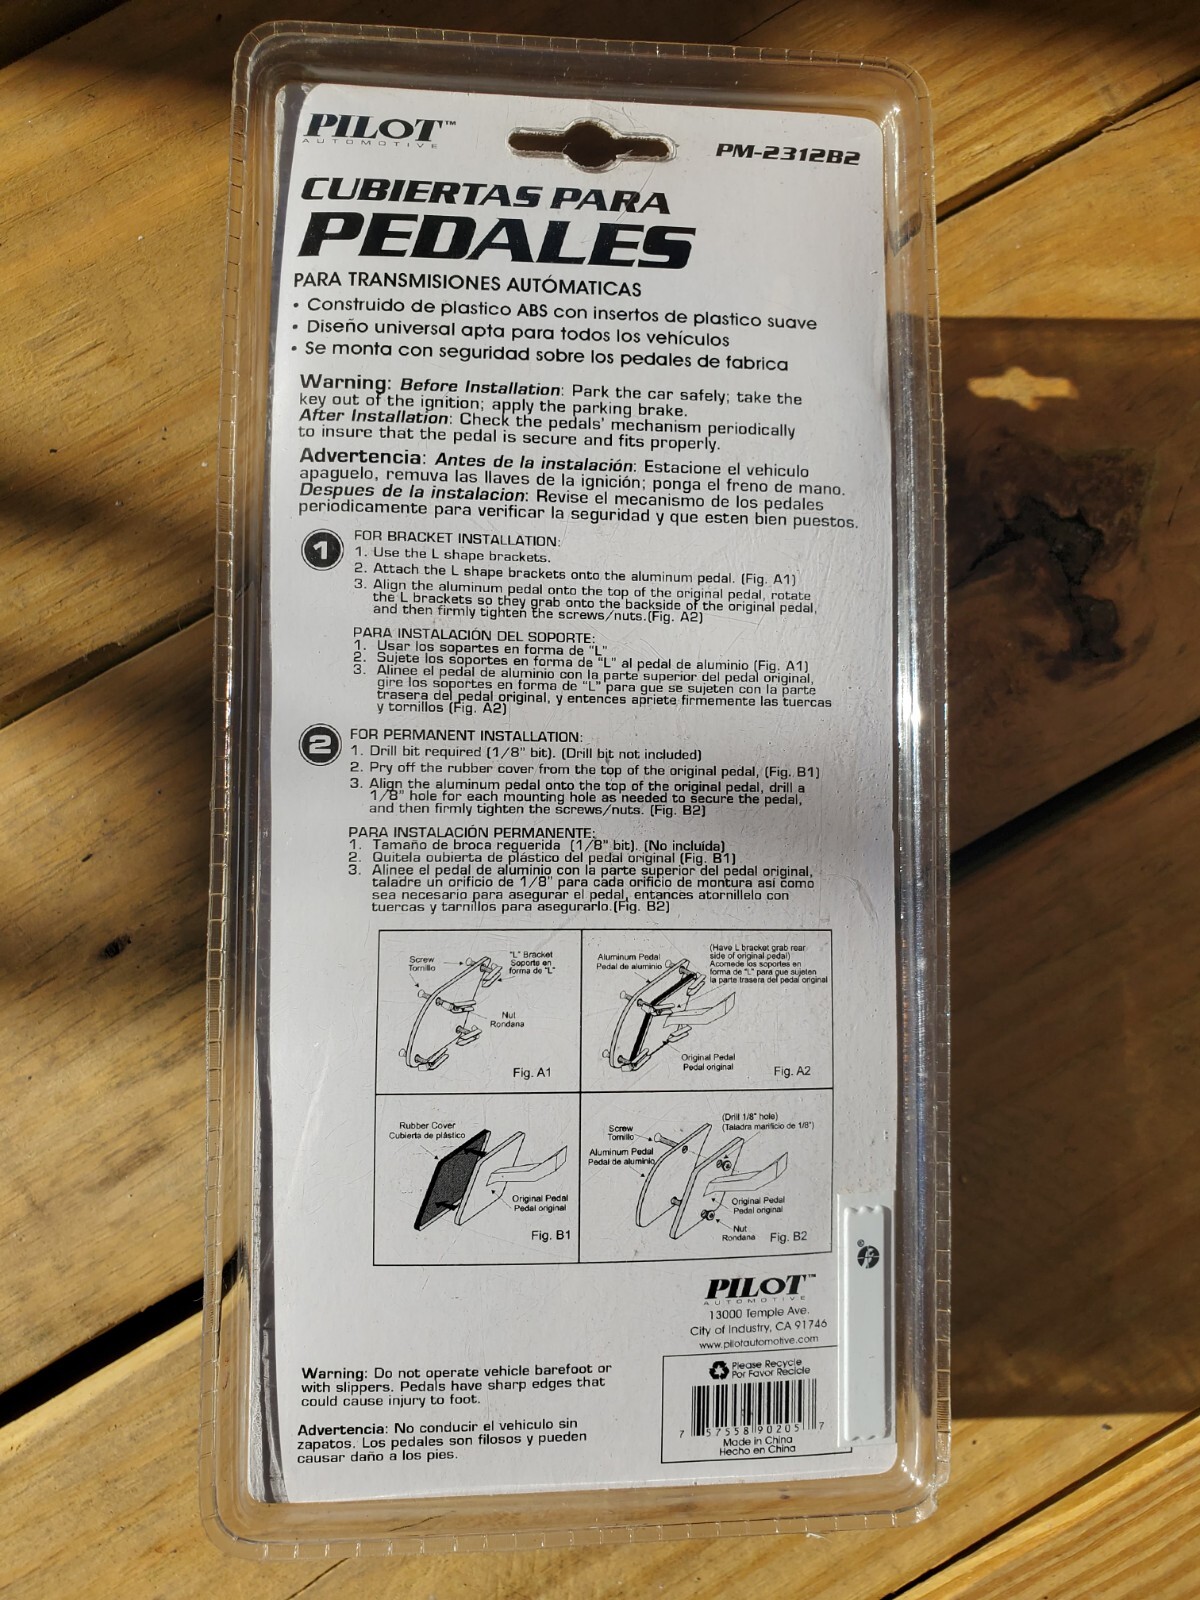 PILOT™
AUTOMOTIVE
PM-2312B2
CUBIERTAS PARA
PEDALES
PARA TRANSMISIONES AUTÓMATICAS
• Construido de plastico ABS con insertos de plastico suave
• Diseño universal apta para todos los vehículos
• Se monta con seguridad sobre los pedales de fabrica
Warning: Before Installation: Park the car safely; take the
key out of the ignition; apply the parking brake.
After Installation: Check the pedals' mechanism periodically
to insure that the pedal is secure and fits properly.
Advertencia: Antes de la instalación: Estacione el vehiculo
apaguelo, remuva las llaves de la ignición; ponga el freno de mano.
Despues de la instalacion: Revise el mecanismo de los pedales
periodicamente para verificar la seguridad y que esten bien puestos.
1
FOR BRACKET INSTALLATION:
1. Use the L shape brackets.
2. Attach the L shape brackets onto the aluminum pedal. (Fig. A1)
3. Align the aluminum pedal onto the top of the original pedal, rotate
the L brackets so they grab onto the backside of the original pedal,
and then firmly tighten the screws/nuts.(Fig. A2)
PARA INSTALACIÓN DEL SOPORTE:
1. Usar los sopartes en forma de "L"
2. Sujete los soportes en forma de "L" al pedal de aluminio (Fig. A1)
3. Alinee el pedal de aluminio con la parte superior del pedal original,
gire los soportes en forma de "L" para gue se sujeten con la parte
trasera del pedal original, y entences apriete firmemente las tuercas
y tornillos (Fig. A2)
2
FOR PERMANENT INSTALLATION:
1. Drill bit required (1/8" bit). (Drill bit not included)
2. Pry off the rubber cover from the top of the original pedal, (Fig. B1)
3. Align the aluminum pedal onto the top of the original pedal, drill a
1/8" hole for each mounting hole as needed to secure the pedal,
and then firmly tighten the screws/nuts. (Fig. B2)
PARA INSTALACIÓN PERMANENTE:
1. Tamaño de broca reguerida (1/8" bit). (No incluída)
2. Quítela oubierta de plástico del pedal original (Fig. B1)
3. Alinee el pedal de aluminio con la parte superior del pedal original,
taladre un orificio de 1/8" para cada orificio de montura asi como
sea necesario para asegurar el pedal, entances atornillelo con
tuercas y tarnillos para asegurarlo.(Fig. B2)
Screw
Tornillo
"L" Bracket
Soporte en
forma de "L"
Nut
Rondana
Fig. A1
Aluminum Pedal
Pedal de aluminio
(Have L bracket grab rear
side of original pedal)
Acomede los soportes en
forma de "L" para gue sujeten
la parte trasera del pedal original
Original Pedal
Pedal original
Fig. A2
Rubber Cover
Cubierta de plástico
Original Pedal
Pedal original
Fig. B1
Screw
Tornillo
Aluminum Pedal
Pedal de aluminio
(Drill 1/8" hole)
(Taladra marificio de 1/8")
Original Pedal
Pedal original
Nut
Rondana
Fig. B2
PILOT™
AUTOMOTIVE
13000 Temple Ave.
City of Industry, CA 91746
www.pilotautomotive.com
Warning: Do not operate vehicle barefoot or
with slippers. Pedals have sharp edges that
could cause injury to foot.
Advertencia: No conducir el vehiculo sin
zapatos. Los pedales son filosos y pueden
causar daño a los pies.
Please Recycle
Por Favor Recicle
7 57558 90205 7
Made in China
Hecho en China